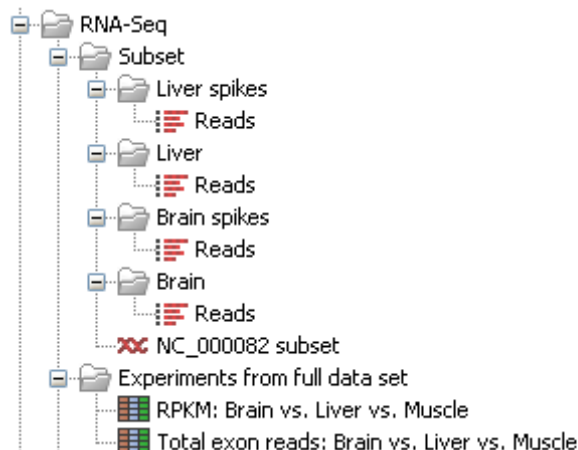 RNA-Seq
Subset
Liver spikes
Reads
Liver
Reads
Brain spikes
Reads
Brain
Reads
NC_000082 subset
Experiments from full data set
RPKM: Brain vs. Liver vs. Muscle
Total exon reads: Brain vs. Liver vs. Muscle